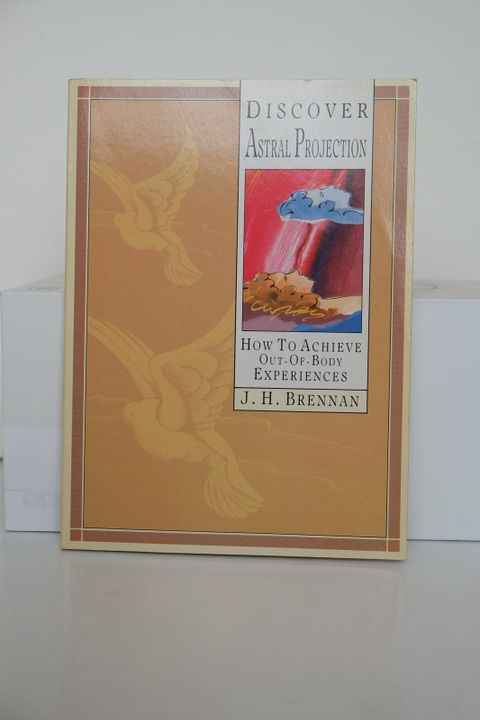 DISCOVER
ASTRAL PROJECTION
HOW TO ACHIEVE
OUT-OF-BODY
EXPERIENCES
J. H. BRENNAN